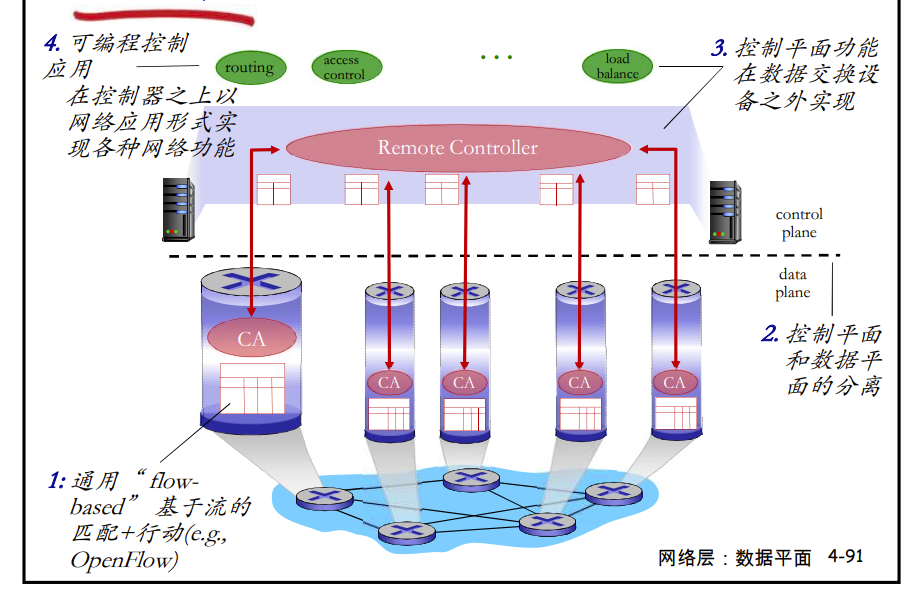 4. 可编程控制
应用
在控制器之上以
网络应用形式实
现各种网络功能
routing
access
control
...
load
balance
3. 控制平面功能
在数据交换设
备之外实现
Remote Controller
control
plane
data
plane
CA
CA
CA
CA
CA
2. 控制平面
和数据平
面的分离
1: 通用“ flow-
based” 基于流的
匹配+行动(e.g.,
OpenFlow)
网络层：数据平面 4-91